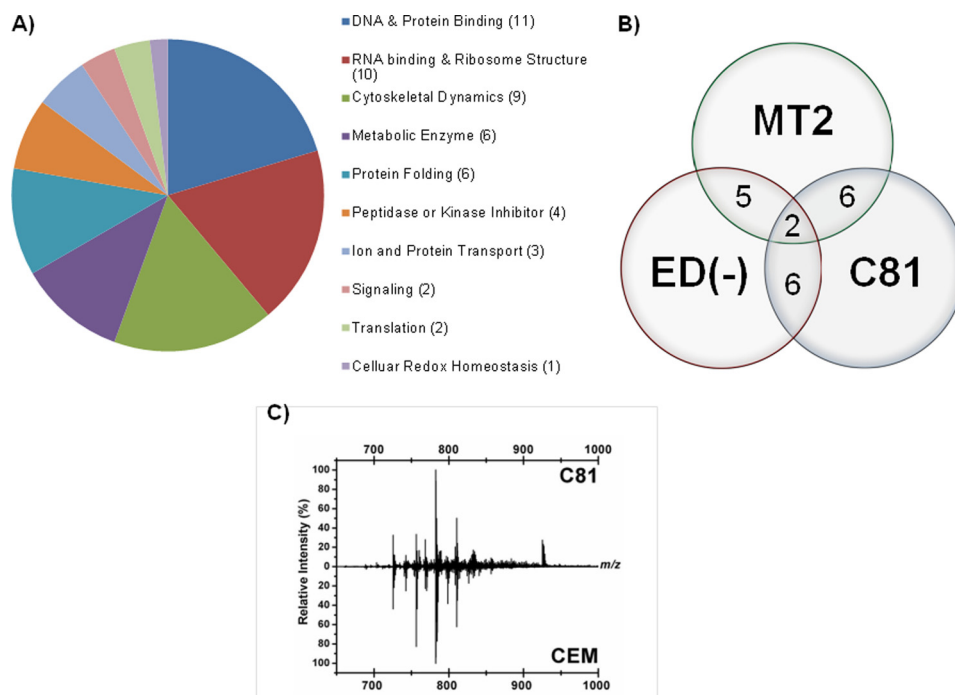 A)
DNA & Protein Binding (11)
RNA binding & Ribosome Structure
(10)
Cytoskeletal Dynamics (9)
Metabolic Enzyme (6)
Protein Folding (6)
Peptidase or Kinase Inhibitor (4)
Ion and Protein Transport (3)
Signaling (2)
Translation (2)
Celluar Redox Homeostasis (1)
B)
MT2
5
6
2
ED(-)
C81
6
C)
700 800 900 1000
C81
100
80
60
40
20
0
20
40
60
80
100
Relative Intensity (%)
m/z
CEM
700 800 900 1000